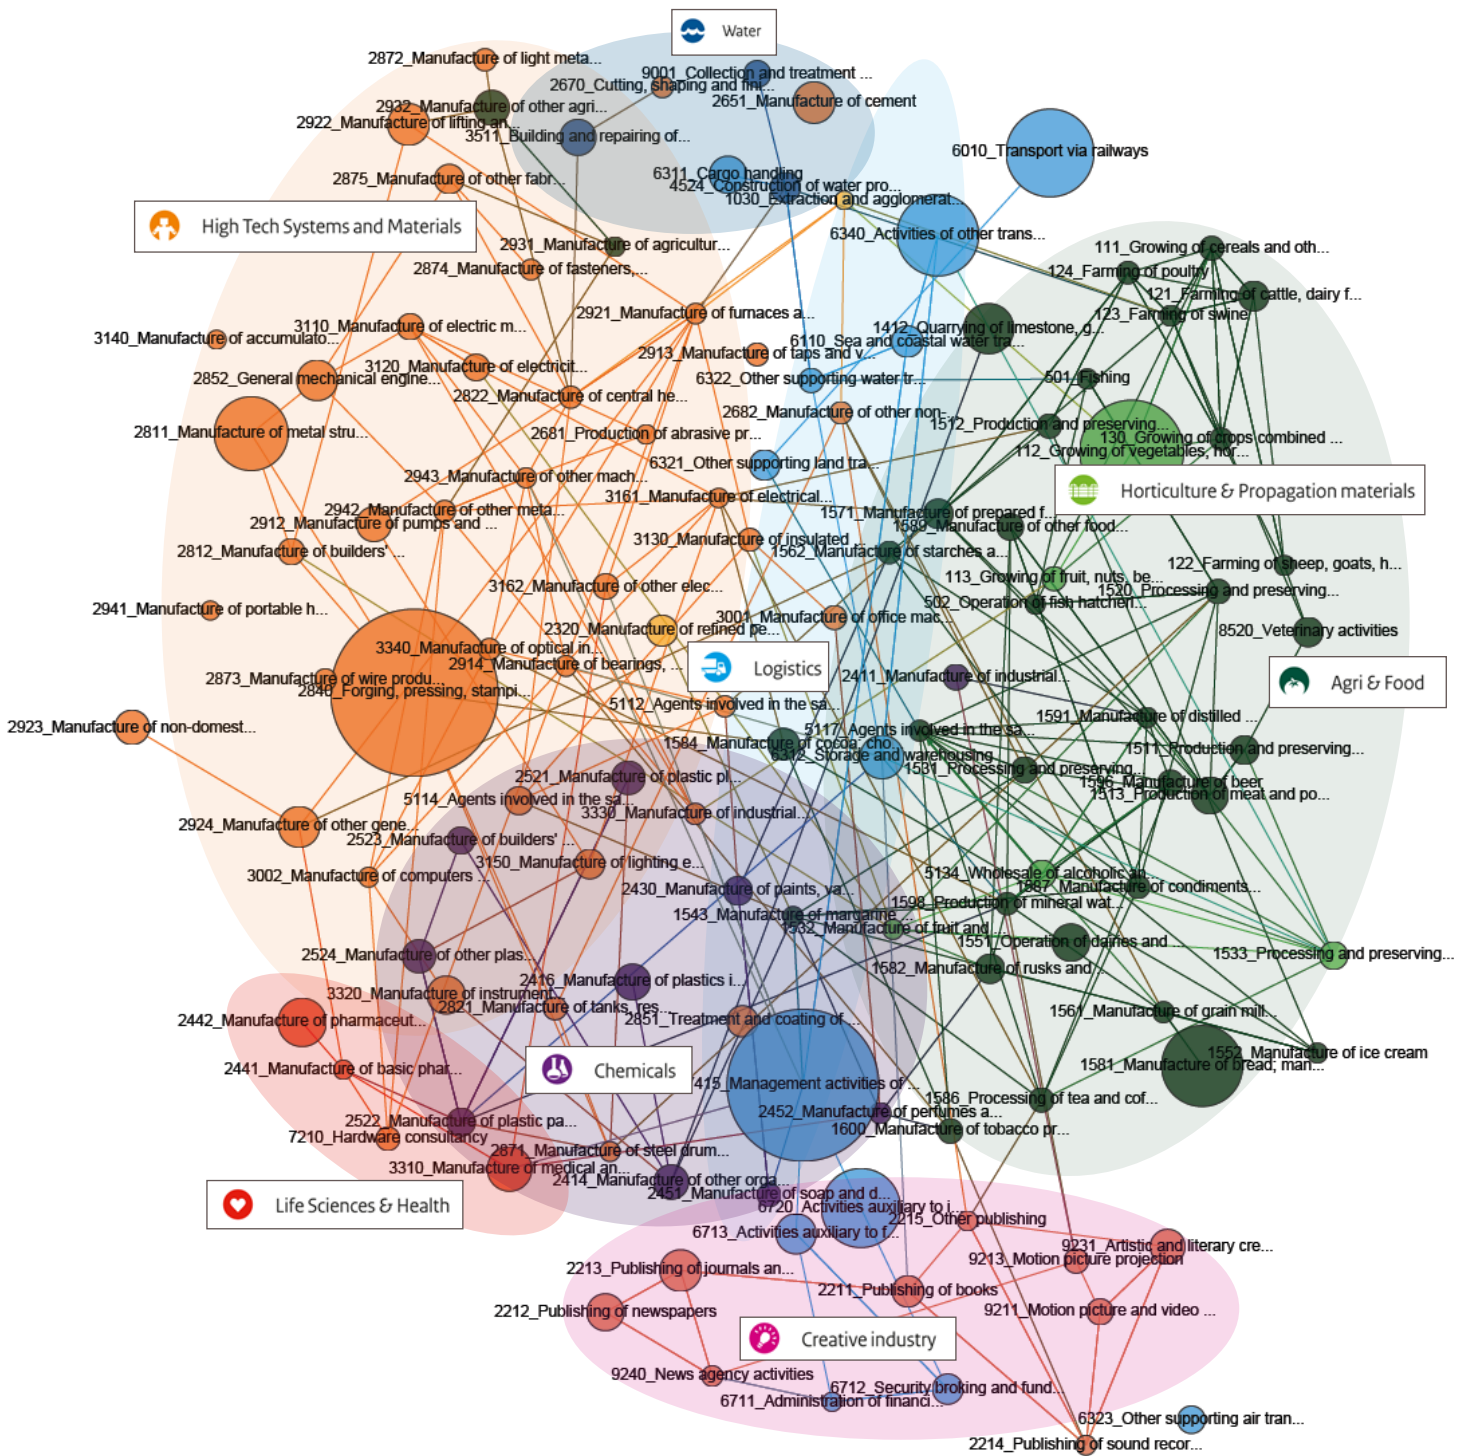 Water
2872_Manufacture of light meta...
9001_Collection and treatment ...
2670_Cutting, shaping and fini...
2651_Manufacture of cement
2932_Manufacture of other agri...
2922_Manufacture of lifting an...
3511_Building and repairing of...
6010_Transport via railways
6311_Cargo handling
2875_Manufacture of other fabr...
4524_Construction of water pro...
1030_Extraction and agglomerat...
High Tech Systems and Materials
6340_Activities of other trans...
2931_Manufacture of agricultur...
111_Growing of cereals and oth...
2874_Manufacture of fasteners,...
124_Farming of poultry
121_Farming of cattle, dairy f...
2921_Manufacture of furnaces a...
123_Farming of swine
3110_Manufacture of electric m...
1412_Quarrying of limestone, g...
3140_Manufacture of accumulato...
6110_Sea and coastal water tra...
2913_Manufacture of taps and v...
3120_Manufacture of electricit...
2852_General mechanical engine...
6322_Other supporting water tr...
501_Fishing
2822_Manufacture of central he...
2682_Manufacture of other non
1512_Production and preserving...
2811_Manufacture of metal stru...
2681_Production of abrasive pr...
130_Growing of crops combined ...
112_Growing of vegetables, hor...
6321_Other supporting land tra...
2943_Manufacture of other mach...
Horticulture & Propagation materials
3161_Manufacture of electrical...
2942_Manufacture of other meta...
1571_Manufacture of prepared f...
2912_Manufacture of pumps and ...
1589_Manufacture of other food...
3130_Manufacture of insulated ...
2812_Manufacture of builders' ...
1562_Manufacture of starches a...
122_Farming of sheep, goats, h...
113_Growing of fruit, nuts, be...
3162_Manufacture of other elec...
1520_Processing and preserving...
502_Operation of fish hatcheri...
2941_Manufacture of portable h...
3001_Manufacture of office mac...
2320_Manufacture of refined pe...
8520_Veterinary activities
3340_Manufacture of optical in...
2914_Manufacture of bearings, ...
Logistics
2411_Manufacture of industrial...
2873_Manufacture of wire produ...
Agri & Food
2840_Forging, pressing, stampi...
5112_Agents involved in the sa...
1591_Manufacture of distilled ...
2923_Manufacture of non-domest...
5117_Agents involved in the sa...
1584_Manufacture of cocoa; cho...
1511_Production and preserving...
6312_Storage and warehousing
1531_Processing and preserving...
2521_Manufacture of plastic pl...
1596_Manufacture of beer
1513_Production of meat and po...
5114_Agents involved in the sa...
3330_Manufacture of industrial...
2924_Manufacture of other gene...
2523_Manufacture of builders' ...
3150_Manufacture of lighting e...
5134_Wholesale of alcoholic an...
3002_Manufacture of computers ...
2430_Manufacture of paints, va...
1587_Manufacture of condiments...
1598_Production of mineral wat...
1543_Manufacture of margarine ...
1532_Manufacture of fruit and ...
1551_Operation of dairies and ...
2524_Manufacture of other plas...
1533_Processing and preserving...
1582_Manufacture of rusks and ...
2416_Manufacture of plastics i...
3320_Manufacture of instrument...
2821_Manufacture of tanks, res...
1561_Manufacture of grain mill...
2442_Manufacture of pharmaceut...
2851_Treatment and coating of ...
1552_Manufacture of ice cream
1581_Manufacture of bread; man...
2441_Manufacture of basic phar...
Chemicals
415_Management activities of ...
1586_Processing of tea and cof...
2452_Manufacture of perfumes a...
2522_Manufacture of plastic pa...
1600_Manufacture of tobacco pr...
7210_Hardware consultancy
2871_Manufacture of steel drum...
3310_Manufacture of medical an...
2414_Manufacture of other orga...
2451_Manufacture of soap and d...
Life Sciences & Health
6720_Activities auxiliary to i...
2215_Other publishing
6713_Activities auxiliary to f...
9231_Artistic and literary cre...
9213_Motion picture projection
2213_Publishing of journals an...
2211_Publishing of books
2212_Publishing of newspapers
9211_Motion picture and video ...
Creative industry
9240_News agency activities
6712_Security broking and fund...
6711_Administration of financi...
6323_Other supporting air tran...
2214_Publishing of sound recor...